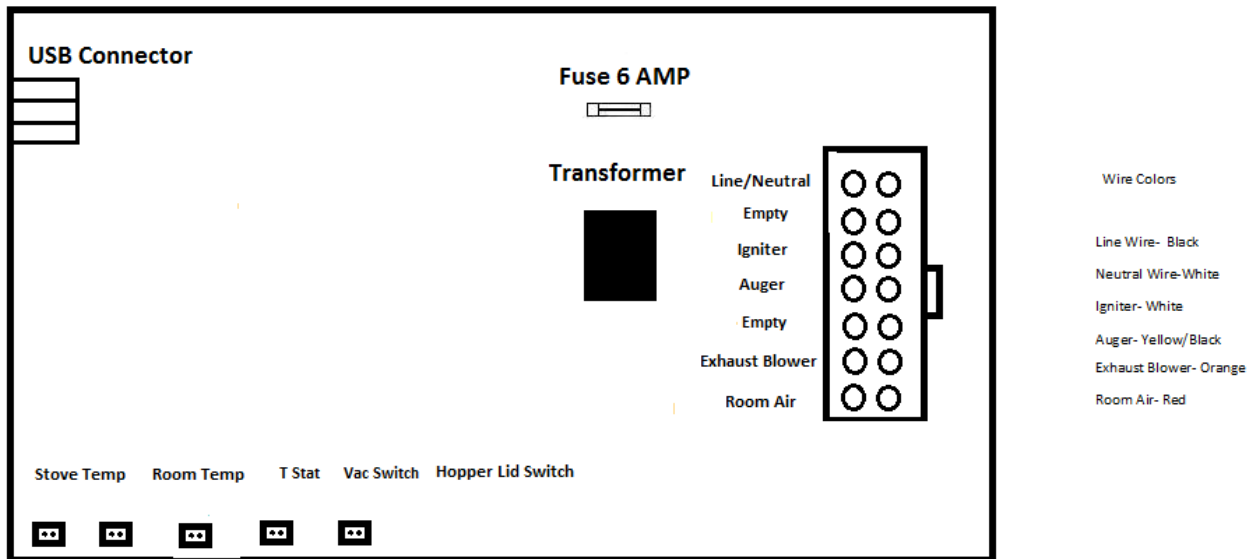 USB Connector
Fuse 6 AMP
Transformer
Line/Neutral
Empty
Igniter
Auger
Empty
Exhaust Blower
Room Air
Wire Colors
Line Wire- Black
Neutral Wire-White
Igniter- White
Auger- Yellow/Black
Exhaust Blower- Orange
Room Air- Red
Stove Temp Room Temp T Stat Vac Switch Hopper Lid Switch